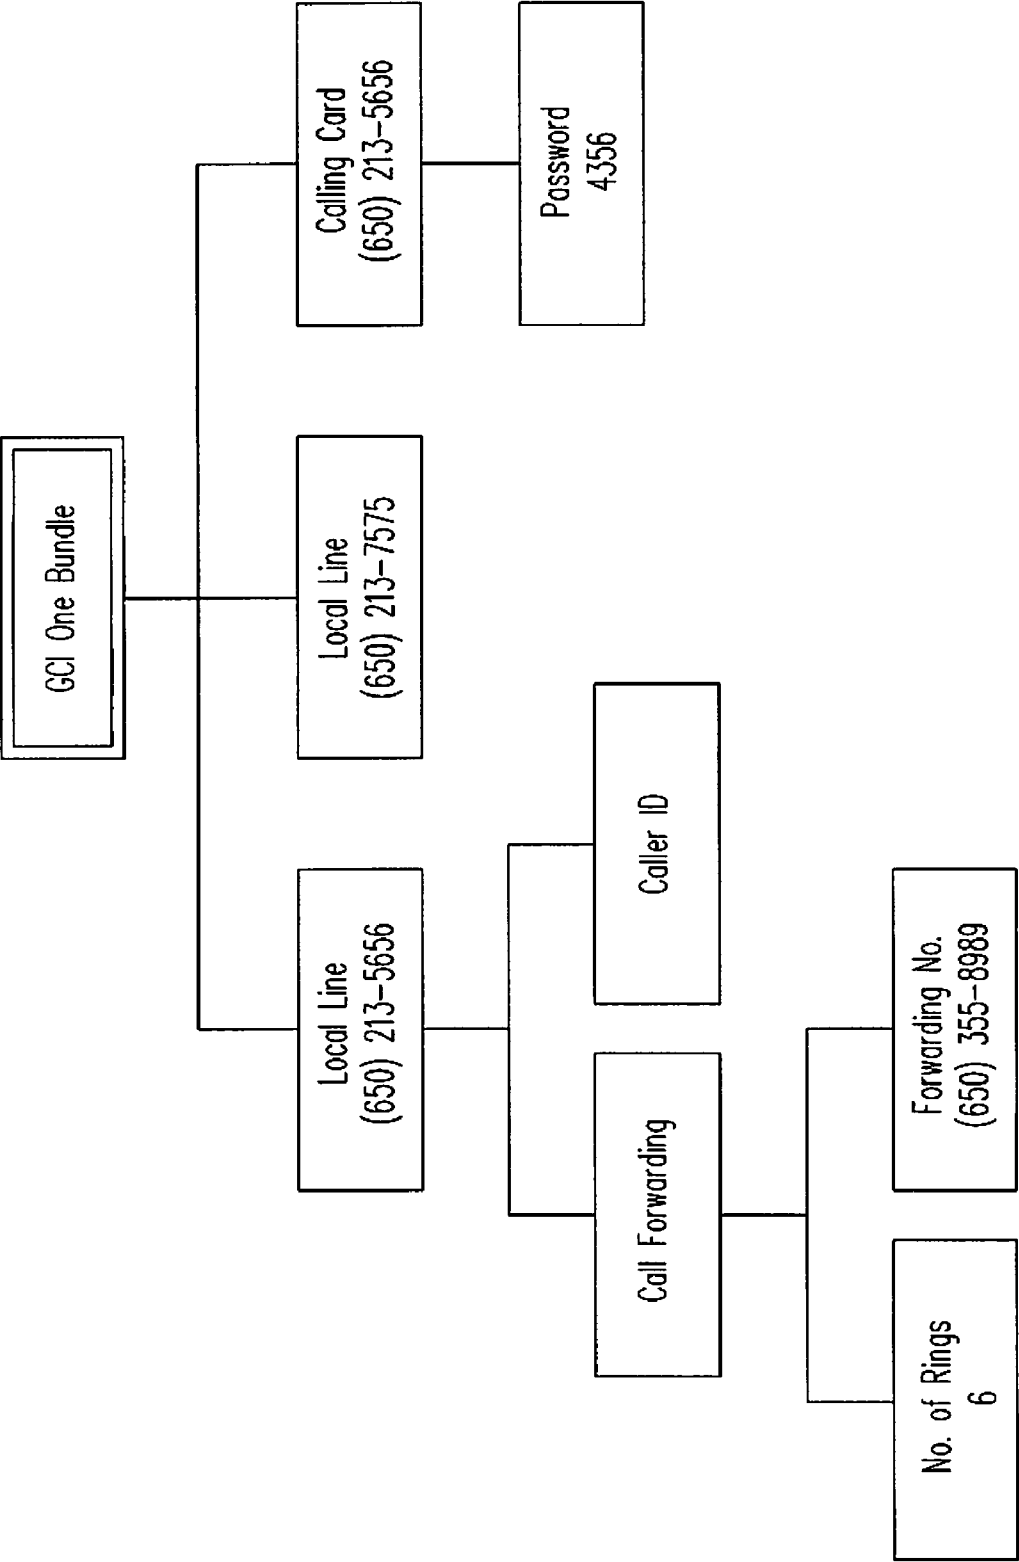 GCI One Bundle
Local Line
(650) 213-5656
Local Line
(650) 213-7575
Calling Card
(650) 213-5656
Call Forwarding
Caller ID
Password
4356
No. of Rings
6
Forwarding No.
(650) 355-8989